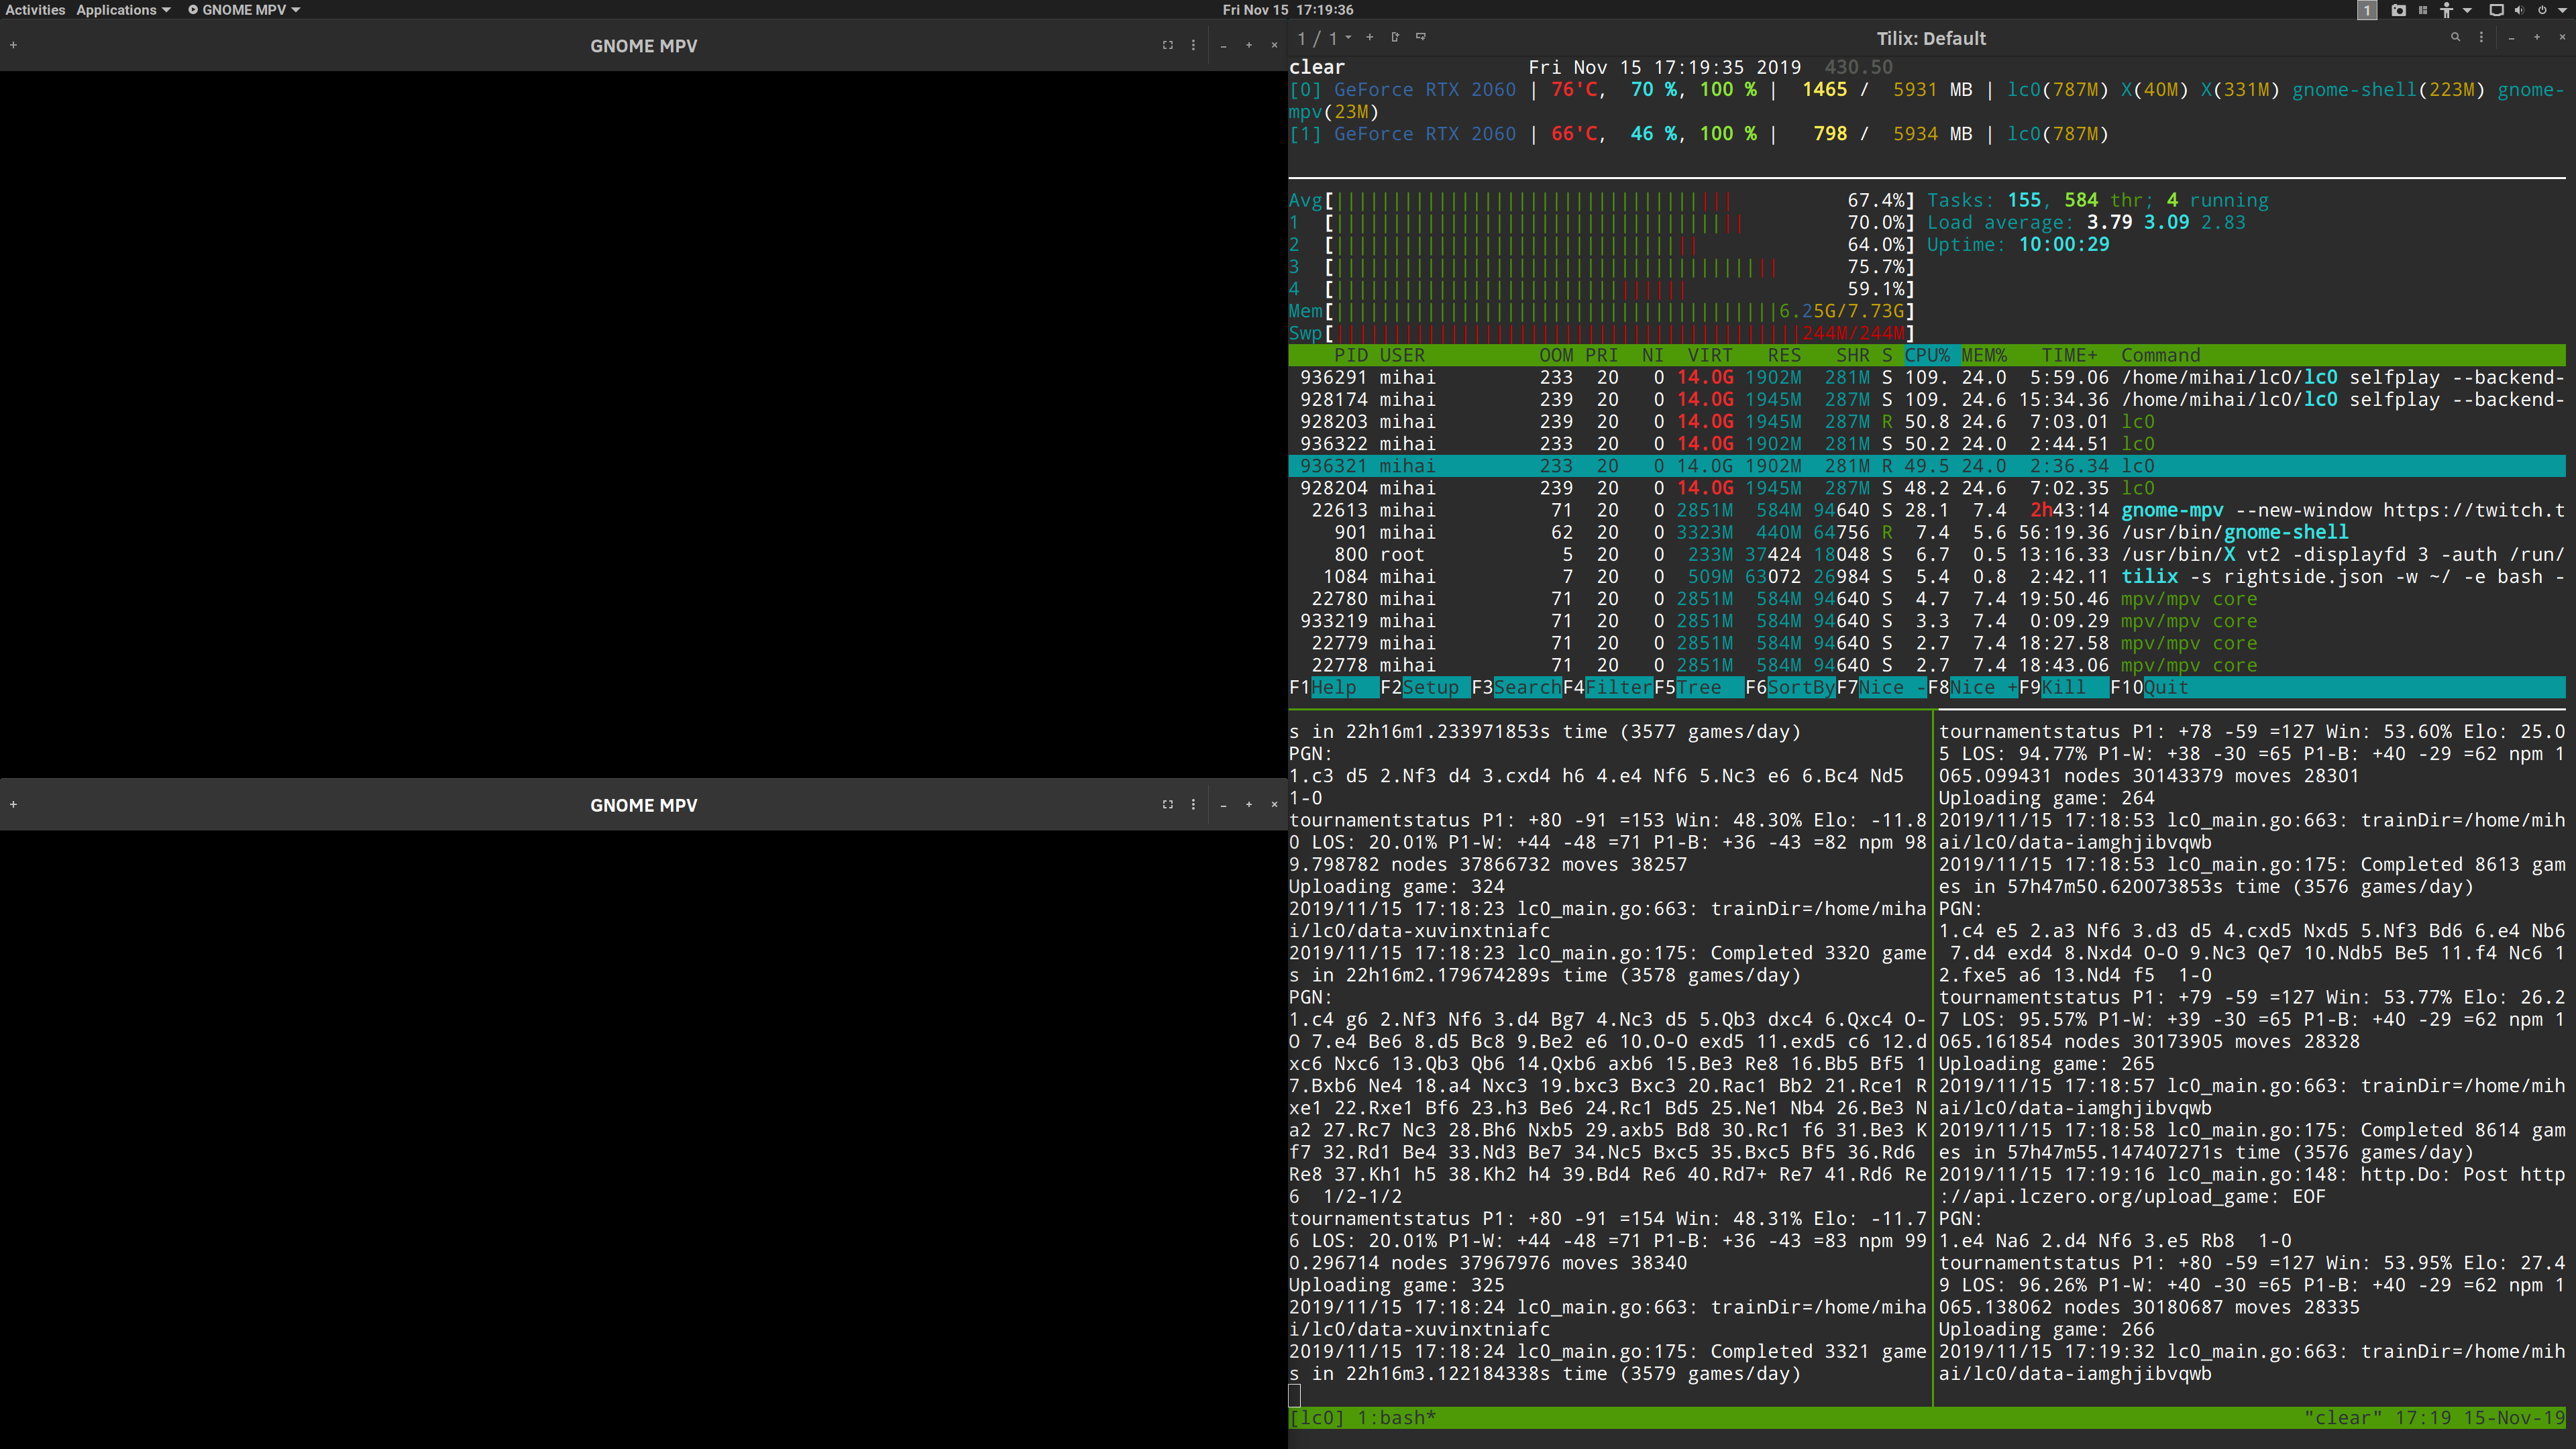 Activities Applications GNOME MPV Fri Nov 15 17:19:36 1
GNOME MPV
GNOME MPV
1 / 1 Tilix: Default
clear Fri Nov 15 17:19:35 2019 430.50
[0] GeForce RTX 2060 | 76'C, 70 %, 100 % | 1465 / 5931 MB | lc0(787M) X(40M) X(331M) gnome-shell(223M) gnome-
mpv(23M)
[1] GeForce RTX 2060 | 66'C, 46 %, 100 % | 798 / 5934 MB | lc0(787M)
Avg[ 67.4%] Tasks: 155, 584 thr; 4 running
1 [ 70.0%] Load average: 3.79 3.09 2.83
2 [ 64.0%] Uptime: 10:00:29
3 [ 75.7%]
4 [ 59.1%]
Mem[ 6.25G/7.73G]
Swp[ 244M/244M]
PID USER OOM PRI NI VIRT RES SHR S CPU% MEM% TIME+ Command
936291 mihai 233 20 0 14.0G 1902M 281M S 109. 24.0 5:59.06 /home/mihai/lc0/lc0 selfplay --backend-
928174 mihai 239 20 0 14.0G 1945M 287M S 109. 24.6 15:34.36 /home/mihai/lc0/lc0 selfplay --backend-
928203 mihai 239 20 0 14.0G 1945M 287M R 50.8 24.6 7:03.01 lc0
936322 mihai 233 20 0 14.0G 1902M 281M S 50.2 24.0 2:44.51 lc0
936321 mihai 233 20 0 14.0G 1902M 281M R 49.5 24.0 2:36.34 lc0
928204 mihai 239 20 0 14.0G 1945M 287M S 48.2 24.6 7:02.35 lc0
22613 mihai 71 20 0 2851M 584M 94640 S 28.1 7.4 2h43:14 gnome-mpv --new-window https://twitch.t
901 mihai 62 20 0 3323M 440M 64756 R 7.4 5.6 56:19.36 /usr/bin/gnome-shell
800 root 5 20 0 233M 37424 18048 S 6.7 0.5 13:16.33 /usr/bin/X vt2 -displayfd 3 -auth /run/
1084 mihai 7 20 0 509M 63072 26984 S 5.4 0.8 2:42.11 tilix -s rightside.json -w ~/ -e bash -
22780 mihai 71 20 0 2851M 584M 94640 S 4.7 7.4 19:50.46 mpv/mpv core
933219 mihai 71 20 0 2851M 584M 94640 S 3.3 7.4 0:09.29 mpv/mpv core
22779 mihai 71 20 0 2851M 584M 94640 S 2.7 7.4 18:27.58 mpv/mpv core
22778 mihai 71 20 0 2851M 584M 94640 S 2.7 7.4 18:43.06 mpv/mpv core
F1Help F2Setup F3SearchF4FilterF5Tree F6SortByF7Nice -F8Nice +F9Kill F10Quit
s in 22h16m1.233971853s time (3577 games/day)
PGN:
1.c3 d5 2.Nf3 d4 3.cxd4 h6 4.e4 Nf6 5.Nc3 e6 6.Bc4 Nd5
1-0
tournamentstatus P1: +80 -91 =153 Win: 48.30% Elo: -11.8
0 LOS: 20.01% P1-W: +44 -48 =71 P1-B: +36 -43 =82 npm 98
9.798782 nodes 37866732 moves 38257
Uploading game: 324
2019/11/15 17:18:23 lc0_main.go:663: trainDir=/home/miha
i/lc0/data-xuvinxtniafc
2019/11/15 17:18:23 lc0_main.go:175: Completed 3320 game
s in 22h16m2.179674289s time (3578 games/day)
PGN:
1.c4 g6 2.Nf3 Nf6 3.d4 Bg7 4.Nc3 d5 5.Qb3 dxc4 6.Qxc4 O-
O 7.e4 Be6 8.d5 Bc8 9.Be2 e6 10.O-O exd5 11.exd5 c6 12.d
xc6 Nxc6 13.Qb3 Qb6 14.Qxb6 axb6 15.Be3 Re8 16.Bb5 Bf5 1
7.Bxb6 Ne4 18.a4 Nxc3 19.bxc3 Bxc3 20.Rac1 Bb2 21.Rce1 R
xe1 22.Rxe1 Bf6 23.h3 Be6 24.Rc1 Bd5 25.Ne1 Nb4 26.Be3 N
a2 27.Rc7 Nc3 28.Bh6 Nxb5 29.axb5 Bd8 30.Rc1 f6 31.Be3 K
f7 32.Rd1 Be4 33.Nd3 Be7 34.Nc5 Bxc5 35.Bxc5 Bf5 36.Rd6
Re8 37.Kh1 h5 38.Kh2 h4 39.Bd4 Re6 40.Rd7+ Re7 41.Rd6 Re
6 1/2-1/2
tournamentstatus P1: +80 -91 =154 Win: 48.31% Elo: -11.7
6 LOS: 20.01% P1-W: +44 -48 =71 P1-B: +36 -43 =83 npm 99
0.296714 nodes 37967976 moves 38340
Uploading game: 325
2019/11/15 17:18:24 lc0_main.go:663: trainDir=/home/miha
i/lc0/data-xuvinxtniafc
2019/11/15 17:18:24 lc0_main.go:175: Completed 3321 game
s in 22h16m3.122184338s time (3579 games/day)
tournamentstatus P1: +78 -59 =127 Win: 53.60% Elo: 25.0
5 LOS: 94.77% P1-W: +38 -30 =65 P1-B: +40 -29 =62 npm 1
065.099431 nodes 30143379 moves 28301
Uploading game: 264
2019/11/15 17:18:53 lc0_main.go:663: trainDir=/home/mih
ai/lc0/data-iamghjibvqwb
2019/11/15 17:18:53 lc0_main.go:175: Completed 8613 gam
es in 57h47m50.620073853s time (3576 games/day)
PGN:
1.c4 e5 2.a3 Nf6 3.d3 d5 4.cxd5 Nxd5 5.Nf3 Bd6 6.e4 Nb6
7.d4 exd4 8.Nxd4 O-O 9.Nc3 Qe7 10.Ndb5 Be5 11.f4 Nc6 1
2.fxe5 a6 13.Nd4 f5 1-0
tournamentstatus P1: +79 -59 =127 Win: 53.77% Elo: 26.2
7 LOS: 95.57% P1-W: +39 -30 =65 P1-B: +40 -29 =62 npm 1
065.161854 nodes 30173905 moves 28328
Uploading game: 265
2019/11/15 17:18:57 lc0_main.go:663: trainDir=/home/mih
ai/lc0/data-iamghjibvqwb
2019/11/15 17:18:58 lc0_main.go:175: Completed 8614 gam
es in 57h47m55.147407271s time (3576 games/day)
2019/11/15 17:19:16 lc0_main.go:148: http.Do: Post http
://api.lczero.org/upload_game: EOF
PGN:
1.e4 Na6 2.d4 Nf6 3.e5 Rb8 1-0
tournamentstatus P1: +80 -59 =127 Win: 53.95% Elo: 27.4
9 LOS: 96.26% P1-W: +40 -30 =65 P1-B: +40 -29 =62 npm 1
065.138062 nodes 30180687 moves 28335
Uploading game: 266
2019/11/15 17:19:32 lc0_main.go:663: trainDir=/home/mih
ai/lc0/data-iamghjibvqwb
[lc0] 1:bash* "clear" 17:19 15-Nov-19